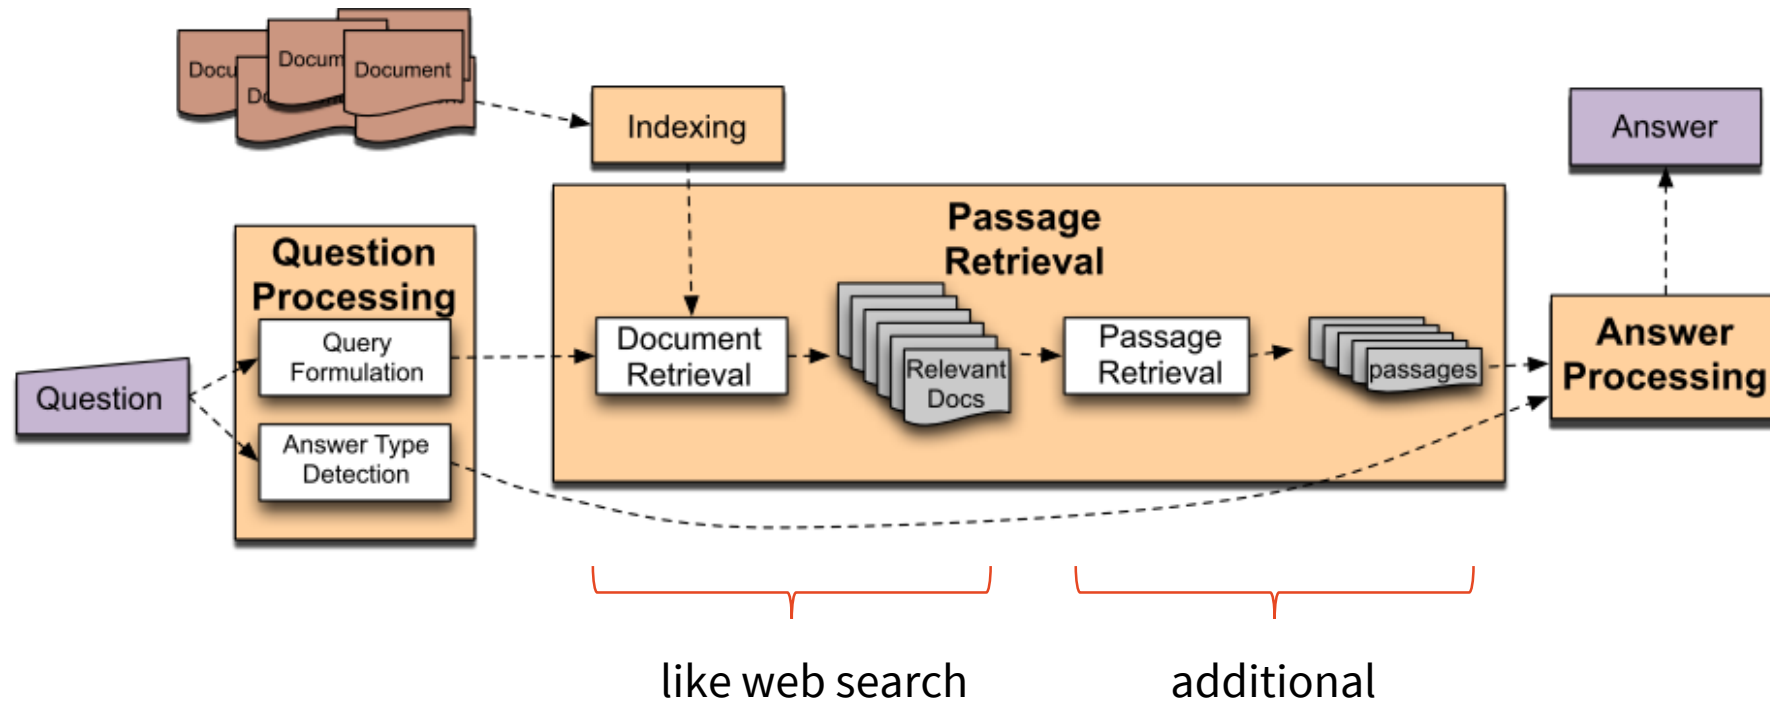 Document
Indexing
Answer
Passage
Retrieval
Question
Processing
Query
Formulation
Answer Type
Detection
Question
Document
Retrieval
Relevant
Docs
Passage
Retrieval
passages
Answer
Processing
like web search
additional